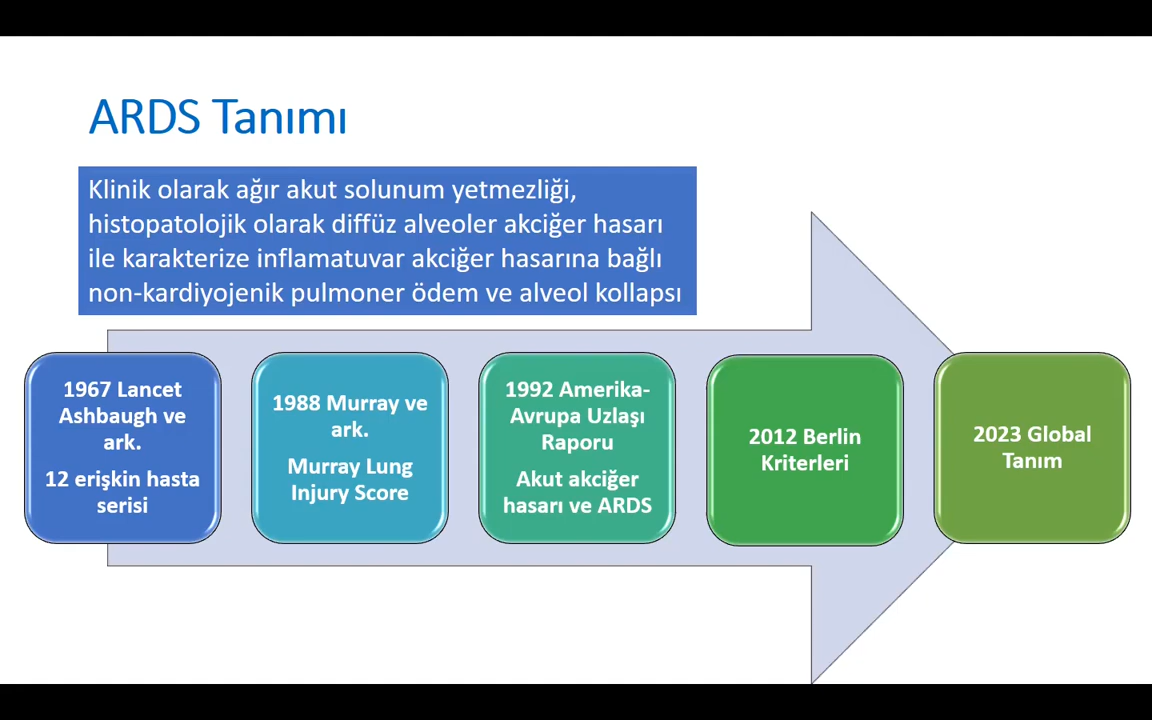 ARDS Tanımı
Klinik olarak ağır akut solunum yetmezliği,
histopatolojik olarak diffüz alveoler akciğer hasarı
ile karakterize inflamatuvar akciğer hasarına bağlı
non-kardiyojenik pulmoner ödem ve alveol kollapsı
1967 Lancet
Ashbaugh ve
ark.
12 erişkin hasta
serisi
1988 Murray ve
ark.
Murray Lung
Injury Score
1992 Amerika-
Avrupa Uzlaşı
Raporu
Akut akciğer
hasarı ve ARDS
2012 Berlin
Kriterleri
2023 Global
Tanım